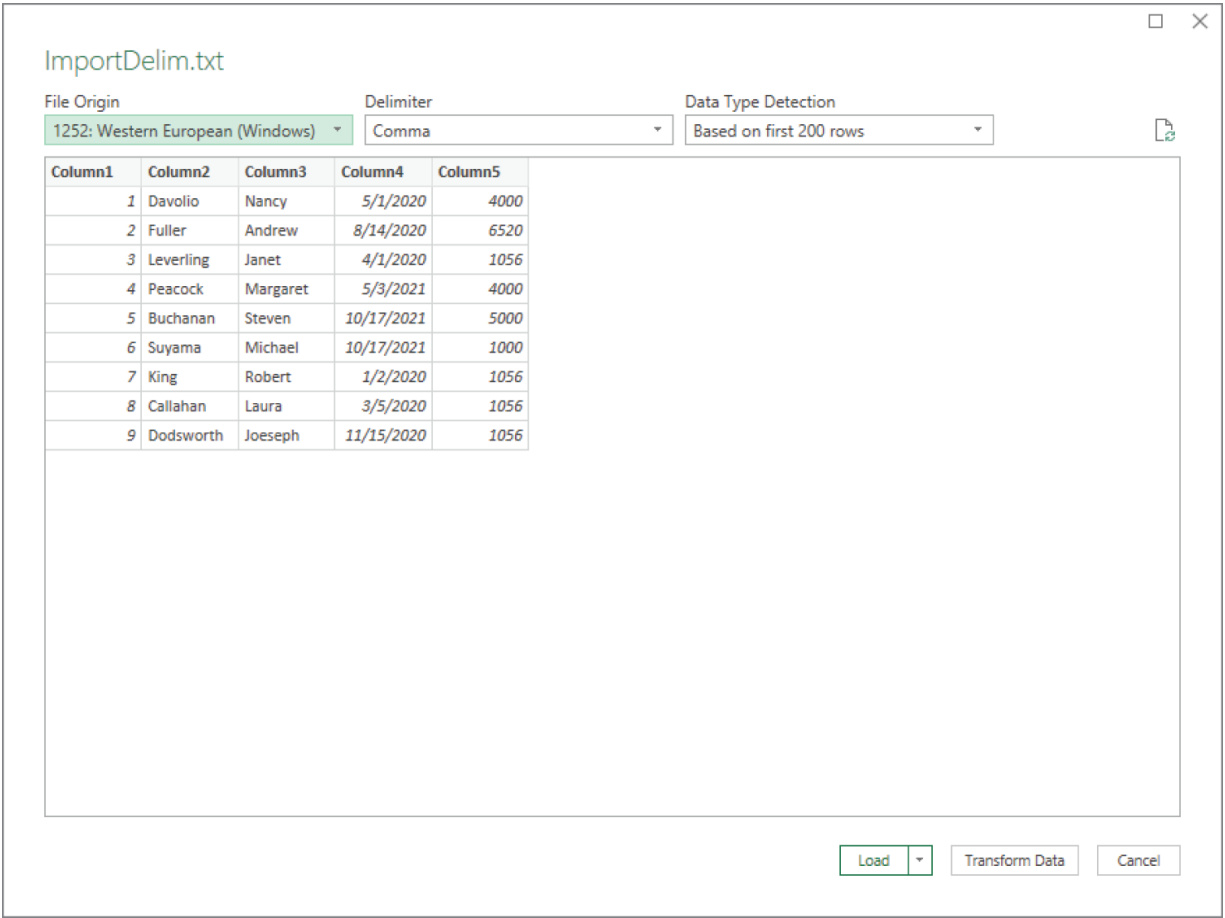 ImportDelim.txt
File Origin Delimiter Data Type Detection
1252: Western European (Windows) Comma Based on first 200 rows
Column1 Column2 Column3 Column4 Column5
1 Davolio Nancy 5/1/2020 4000
2 Fuller Andrew 8/14/2020 6520
3 Leverling Janet 4/1/2020 1056
4 Peacock Margaret 5/3/2021 4000
5 Buchanan Steven 10/17/2021 5000
6 Suyama Michael 10/17/2021 1000
7 King Robert 1/2/2020 1056
8 Callahan Laura 3/5/2020 1056
9 Dodsworth Joeseph 11/15/2020 1056
Load Transform Data Cancel